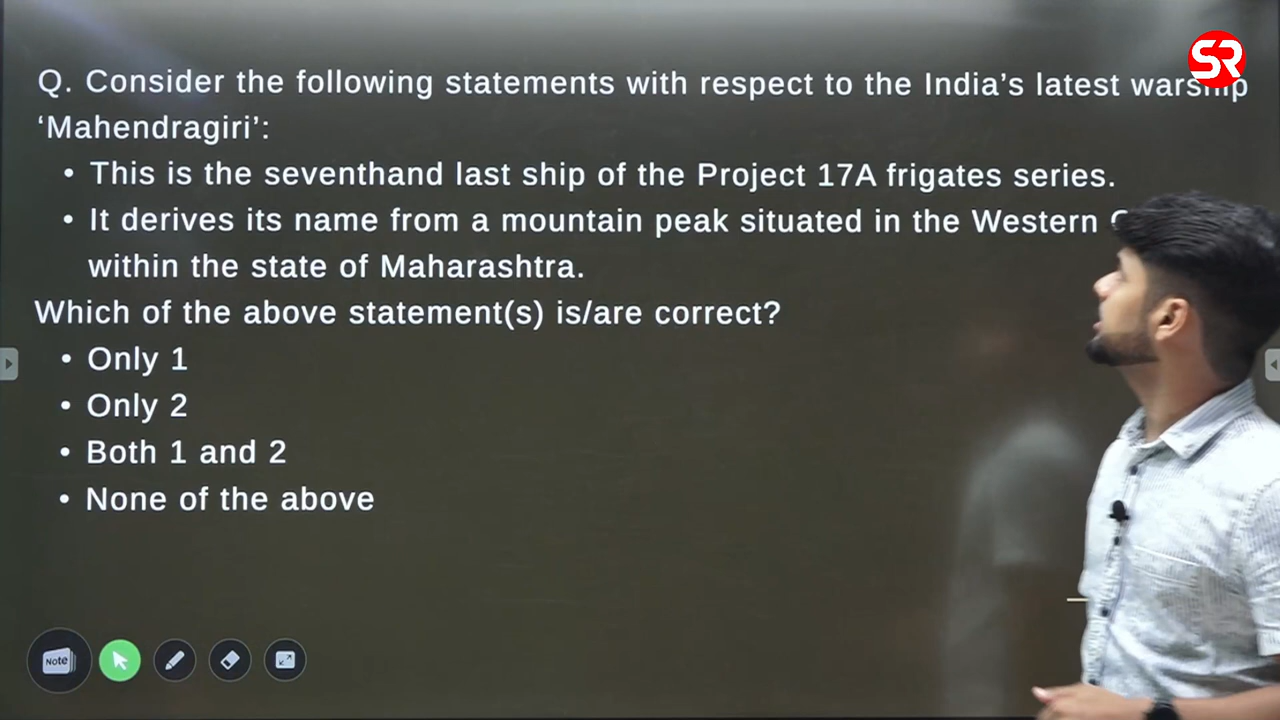 SR
Q. Consider the following statements with respect to the India's latest warship
‘Mahendragiri’:
• This is the seventhand last ship of the Project 17A frigates series.
• It derives its name from a mountain peak situated in the Western
within the state of Maharashtra.
Which of the above statement(s) is/are correct?
• Only 1
• Only 2
• Both 1 and 2
• None of the above
Note